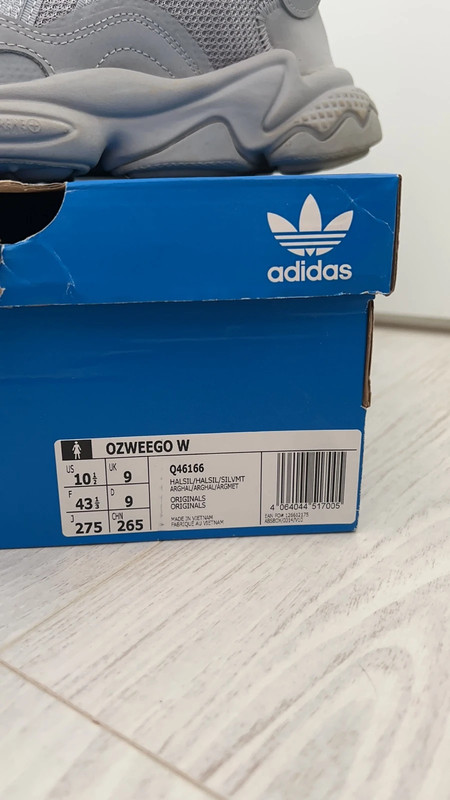 adidas
OZWEEGO W
US 10½ UK 9
F 43⅓ D 9
J 275 CHN 265
Q46166
HALSIL/HALSIL/SILVMT
ARGHAL/ARGHAL/ARGMET
ORIGINALS
ORIGINALS
MADE IN VIETNAM
FABRIQUE AU VIETNAM
4 064044 517005